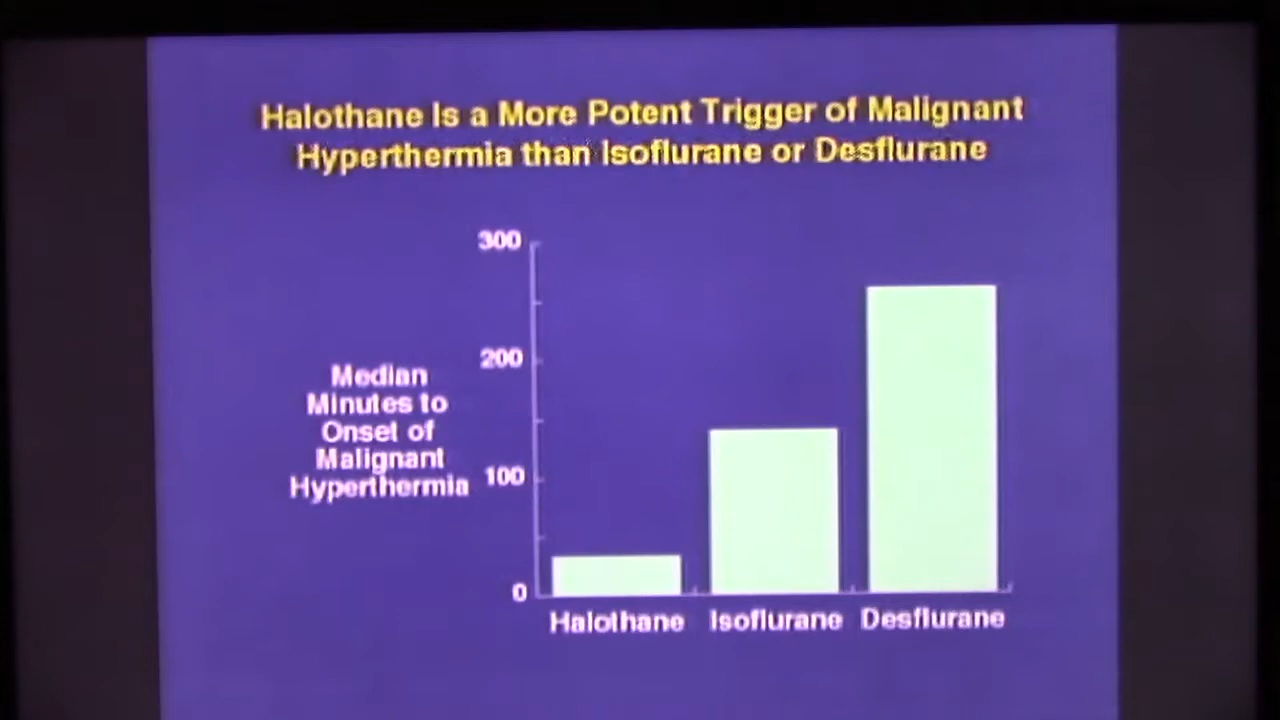 Halothane Is a More Potent Trigger of Malignant
Hyperthermia than Isoflurane or Desflurane
300
200
100
0
Median
Minutes to
Onset of
Malignant
Hyperthermia
Halothane Isoflurane Desflurane